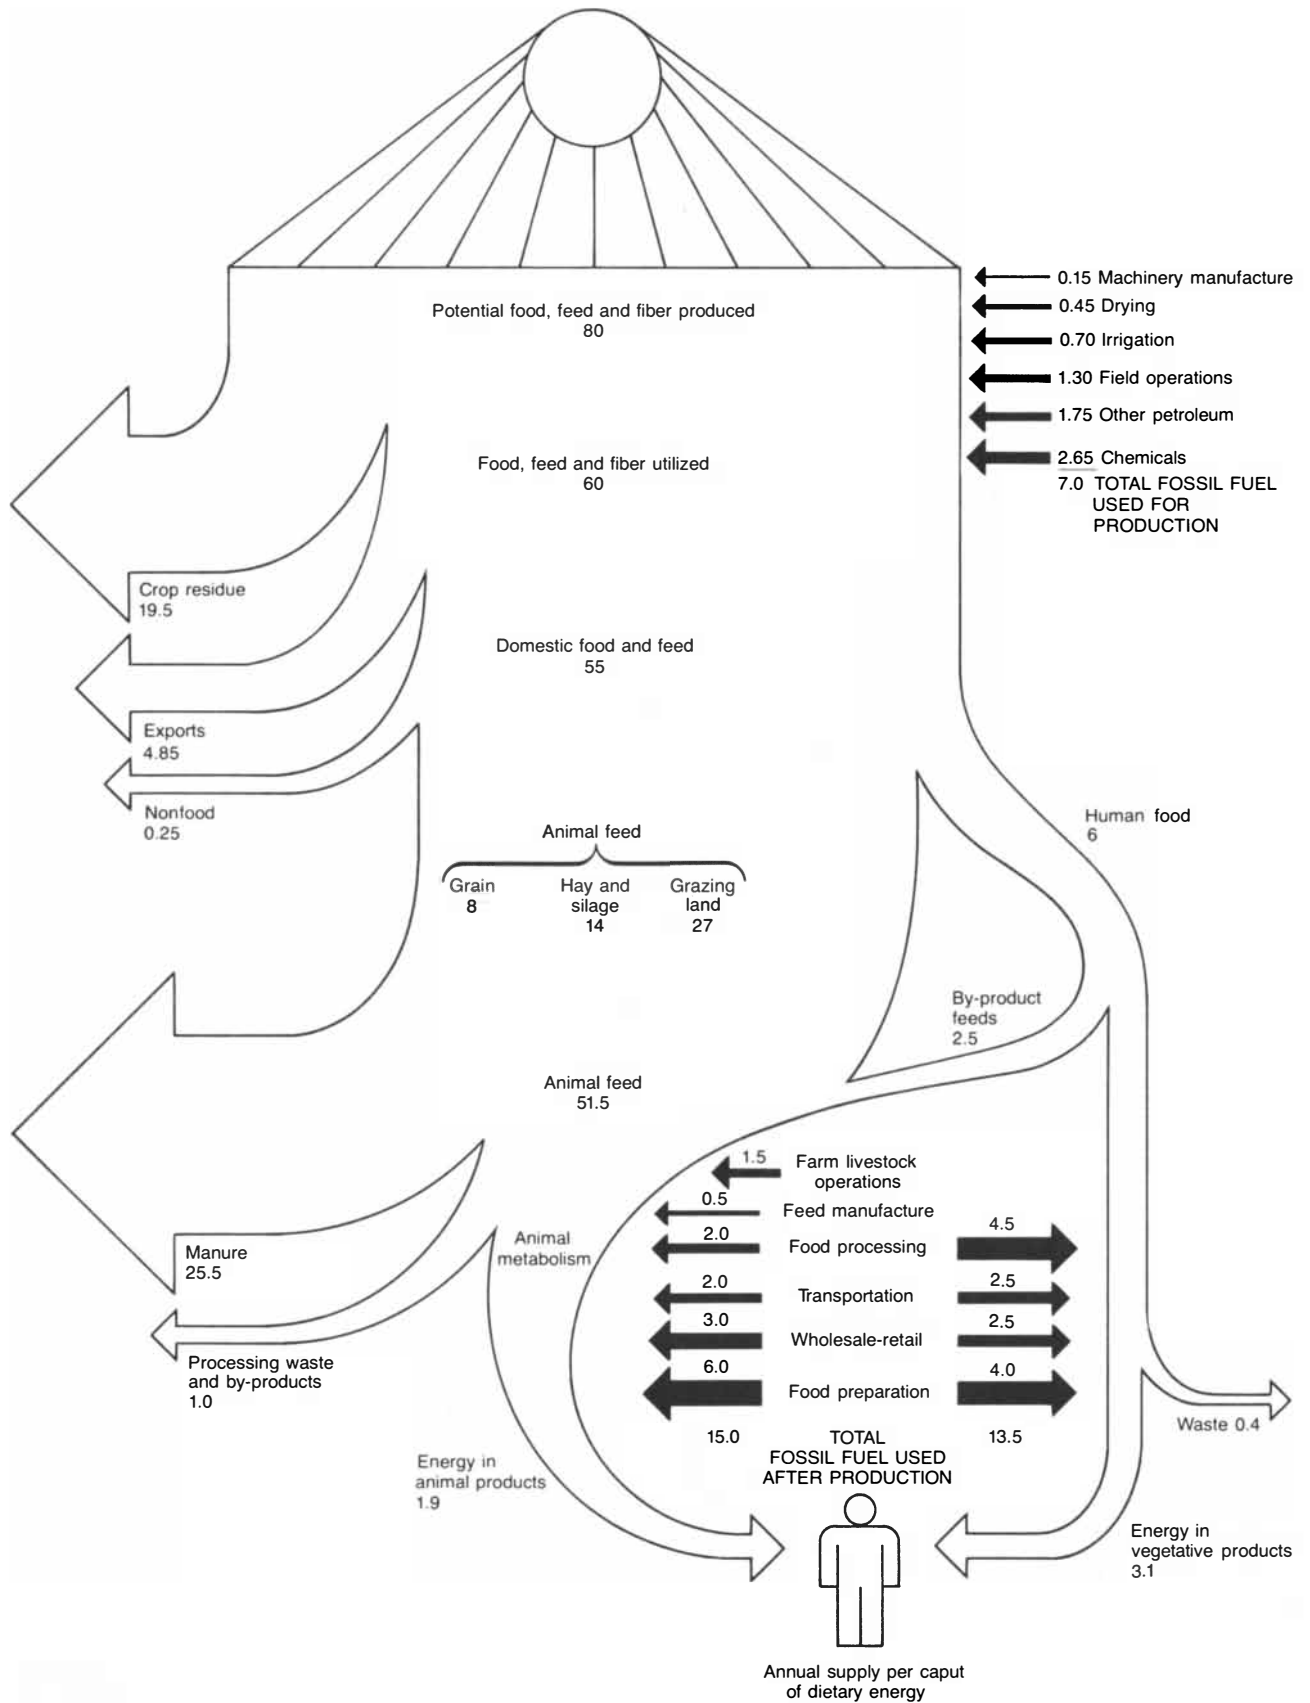 0.15 Machinery manufacture
0.45 Drying
0.70 Irrigation
1.30 Field operations
1.75 Other petroleum
2.65 Chemicals
7.0 TOTAL FOSSIL FUEL
USED FOR
PRODUCTION
Potential food, feed and fiber produced
80
Food, feed and fiber utilized
60
Crop residue
19.5
Domestic food and feed
55
Exports
4.85
Nonfood
0.25
Human food
6
Animal feed
Grain
8
Hay and
silage
14
Grazing
land
27
By-product
feeds
2.5
Animal feed
51.5
1.5 Farm livestock
operations
0.5 Feed manufacture
2.0 Food processing 4.5
2.0 Transportation 2.5
3.0 Wholesale-retail 2.5
6.0 Food preparation 4.0
15.0 TOTAL 13.5
FOSSIL FUEL USED
AFTER PRODUCTION
Animal
metabolism
Manure
25.5
Processing waste
and by-products
1.0
Waste 0.4
Energy in
animal products
1.9
Energy in
vegetative products
3.1
Annual supply per caput
of dietary energy